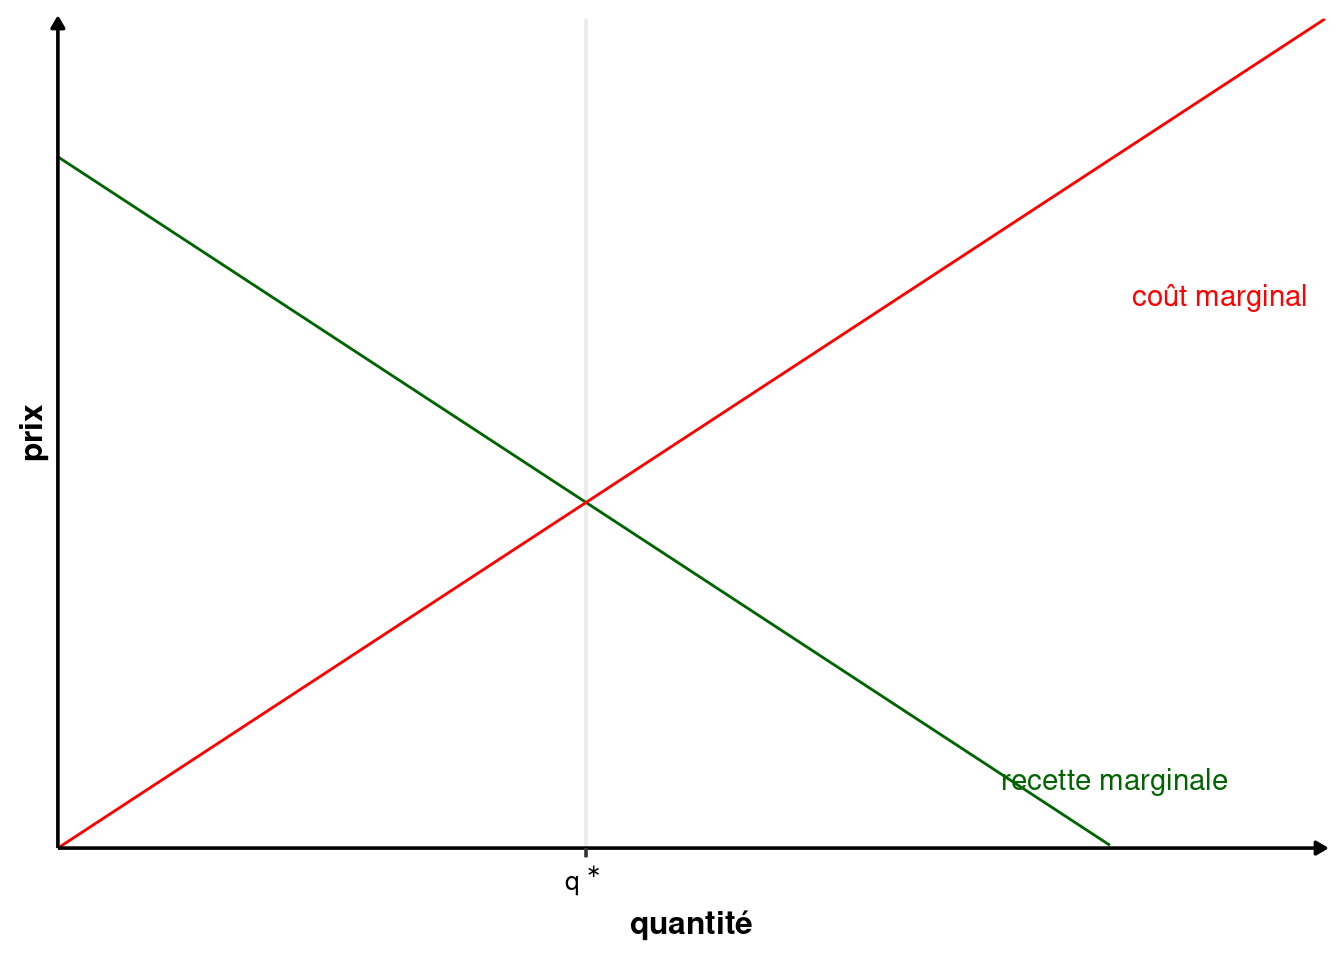 prix
coût marginal
recette marginale
q *
quantité